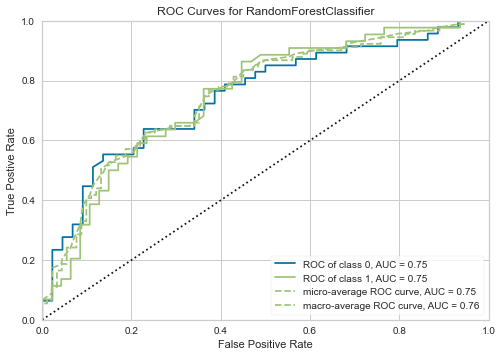 ROC Curves for RandomForestClassifier
True Postive Rate
1.0
0.8
0.6
0.4
0.2
0.0
ROC of class 0, AUC = 0.75
ROC of class 1, AUC = 0.75
micro-average ROC curve, AUC = 0.75
macro-average ROC curve, AUC = 0.76
0.0 0.2 0.4 0.6 0.8 1.0
False Positive Rate